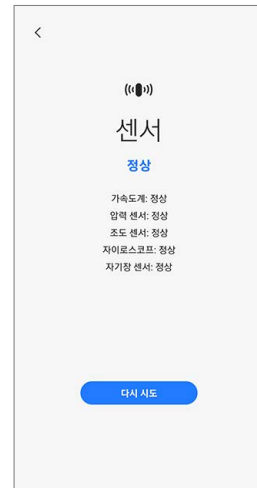 센서
정상
가속도계: 정상
압력 센서: 정상
조도 센서: 정상
자이로스코프: 정상
자기장 센서: 정상
다시 시도